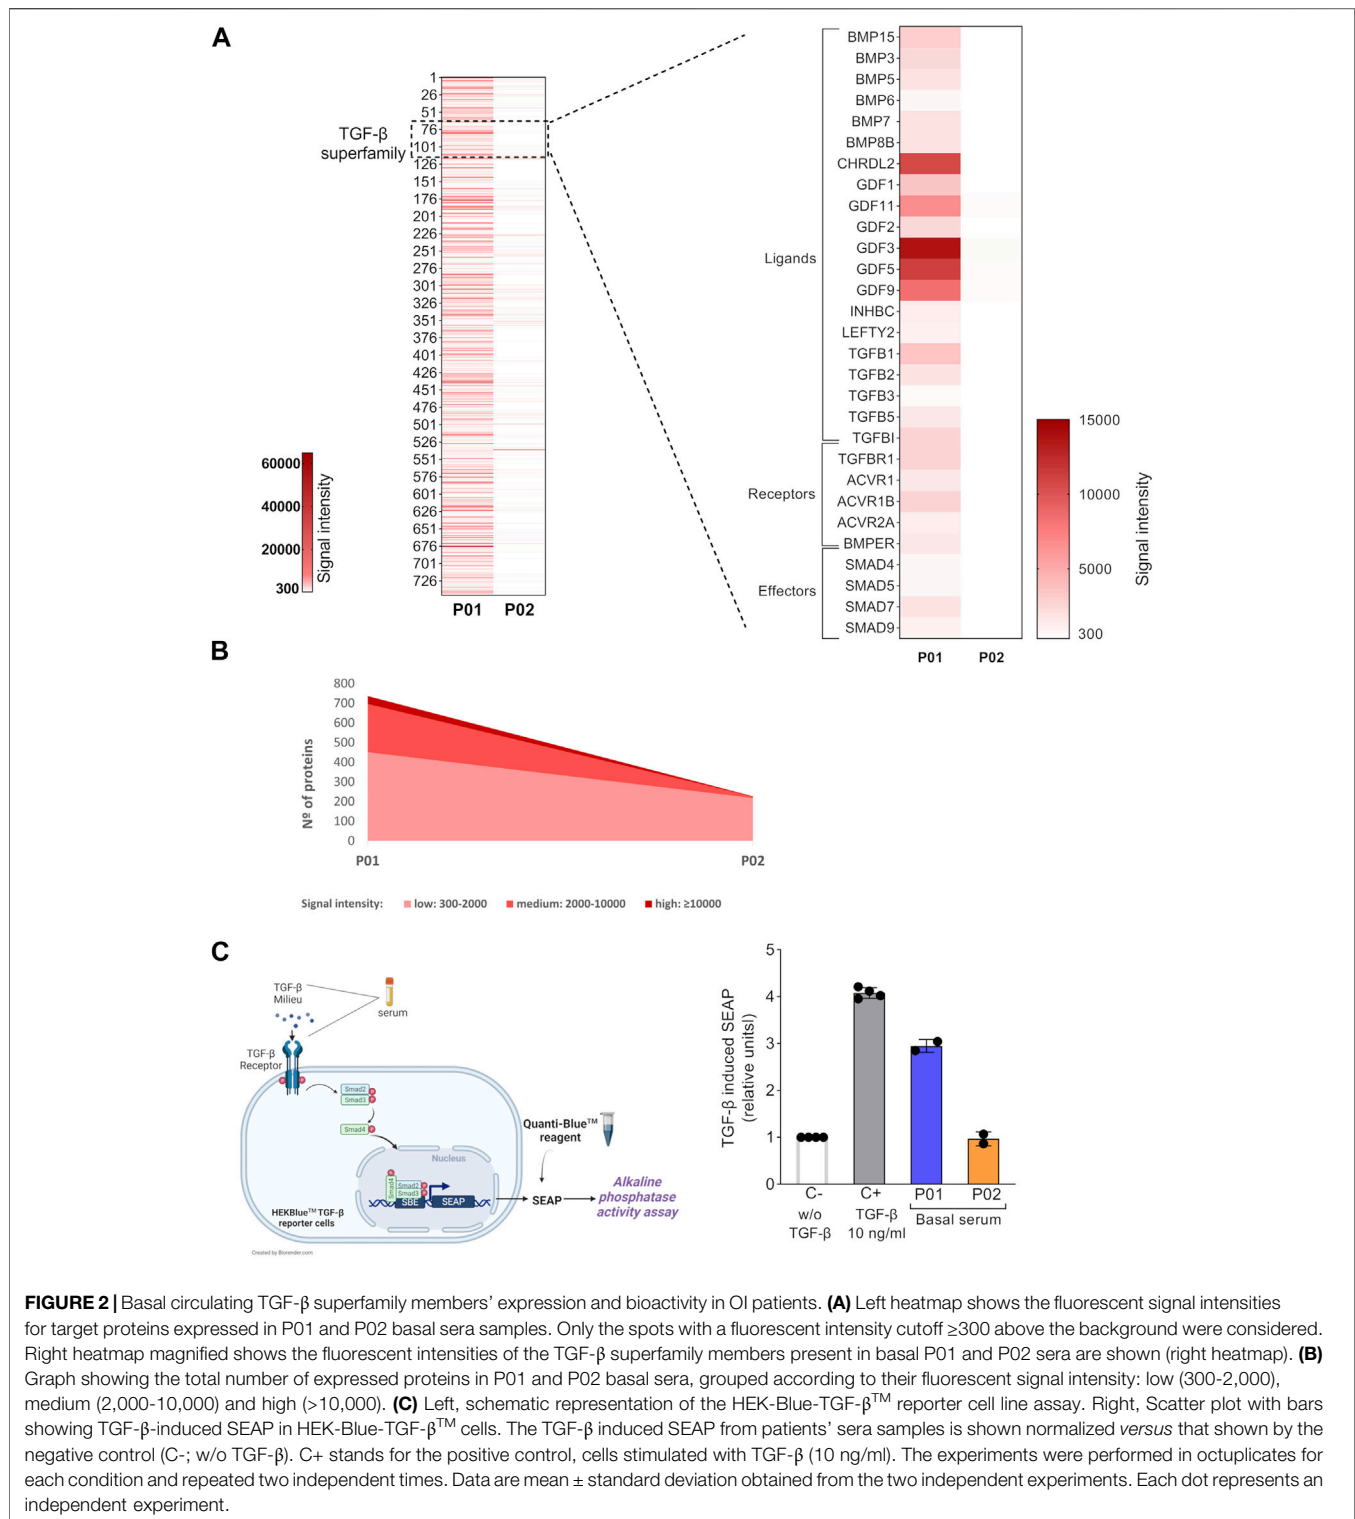 A
1
26
51
76
101
126
151
176
201
226
251
276
301
326
351
376
401
426
451
476
501
526
551
576
601
626
651
676
701
726
TGF-β
superfamily
P01 P02
60000
40000
20000
300
Signal intensity
Ligands
BMP15
BMP3
BMP5
BMP6
BMP7
BMP8B
CHRDL2
GDF1
GDF11
GDF2
GDF3
GDF5
GDF9
INHBC
LEFTY2
TGFB1
TGFB2
TGFB3
TGFB5
TGFBI
Receptors
TGFBR1
ACVR1
ACVR1B
ACVR2A
BMPER
Effectors
SMAD4
SMAD5
SMAD7
SMAD9
P01 P02
15000
10000
5000
300
Signal intensity
B
Nº of proteins
800
700
600
500
400
300
200
100
0
P01 P02
Signal intensity: low: 300-2000 medium: 2000-10000 high: ≥10000
C
TGF-β
Milieu
serum
TGF-β
Receptor
P
P
Smad2
Smad3
P
P
Smad4
P
Nucleus
P
Smad4
Smad2
Smad3
P
P
SBE
SEAP
HEKBlue™TGF-β
reporter cells
Quanti-Blue™
reagent
SEAP
Alkaline
phosphatase
activity assay
Created by Biorender.com
TGF-β induced SEAP
(relative unitsl)
5
4
3
2
1
0
C- C+ P01 P02
w/o
TGF-β
TGF-β
10 ng/ml
Basal serum
FIGURE 2 | Basal circulating TGF-β superfamily members' expression and bioactivity in OI patients. (A) Left heatmap shows the fluorescent signal intensities
for target proteins expressed in P01 and P02 basal sera samples. Only the spots with a fluorescent intensity cutoff ≥300 above the background were considered.
Right heatmap magnified shows the fluorescent intensities of the TGF-β superfamily members present in basal P01 and P02 sera are shown (right heatmap). (B)
Graph showing the total number of expressed proteins in P01 and P02 basal sera, grouped according to their fluorescent signal intensity: low (300-2,000),
medium (2,000-10,000) and high (>10,000). (C) Left, schematic representation of the HEK-Blue-TGF-β™ reporter cell line assay. Right, Scatter plot with bars
showing TGF-β-induced SEAP in HEK-Blue-TGF-β™ cells. The TGF-β induced SEAP from patients' sera samples is shown normalized versus that shown by the
negative control (C-; w/o TGF-β). C+ stands for the positive control, cells stimulated with TGF-β (10 ng/ml). The experiments were performed in octuplicates for
each condition and repeated two independent times. Data are mean ± standard deviation obtained from the two independent experiments. Each dot represents an
independent experiment.